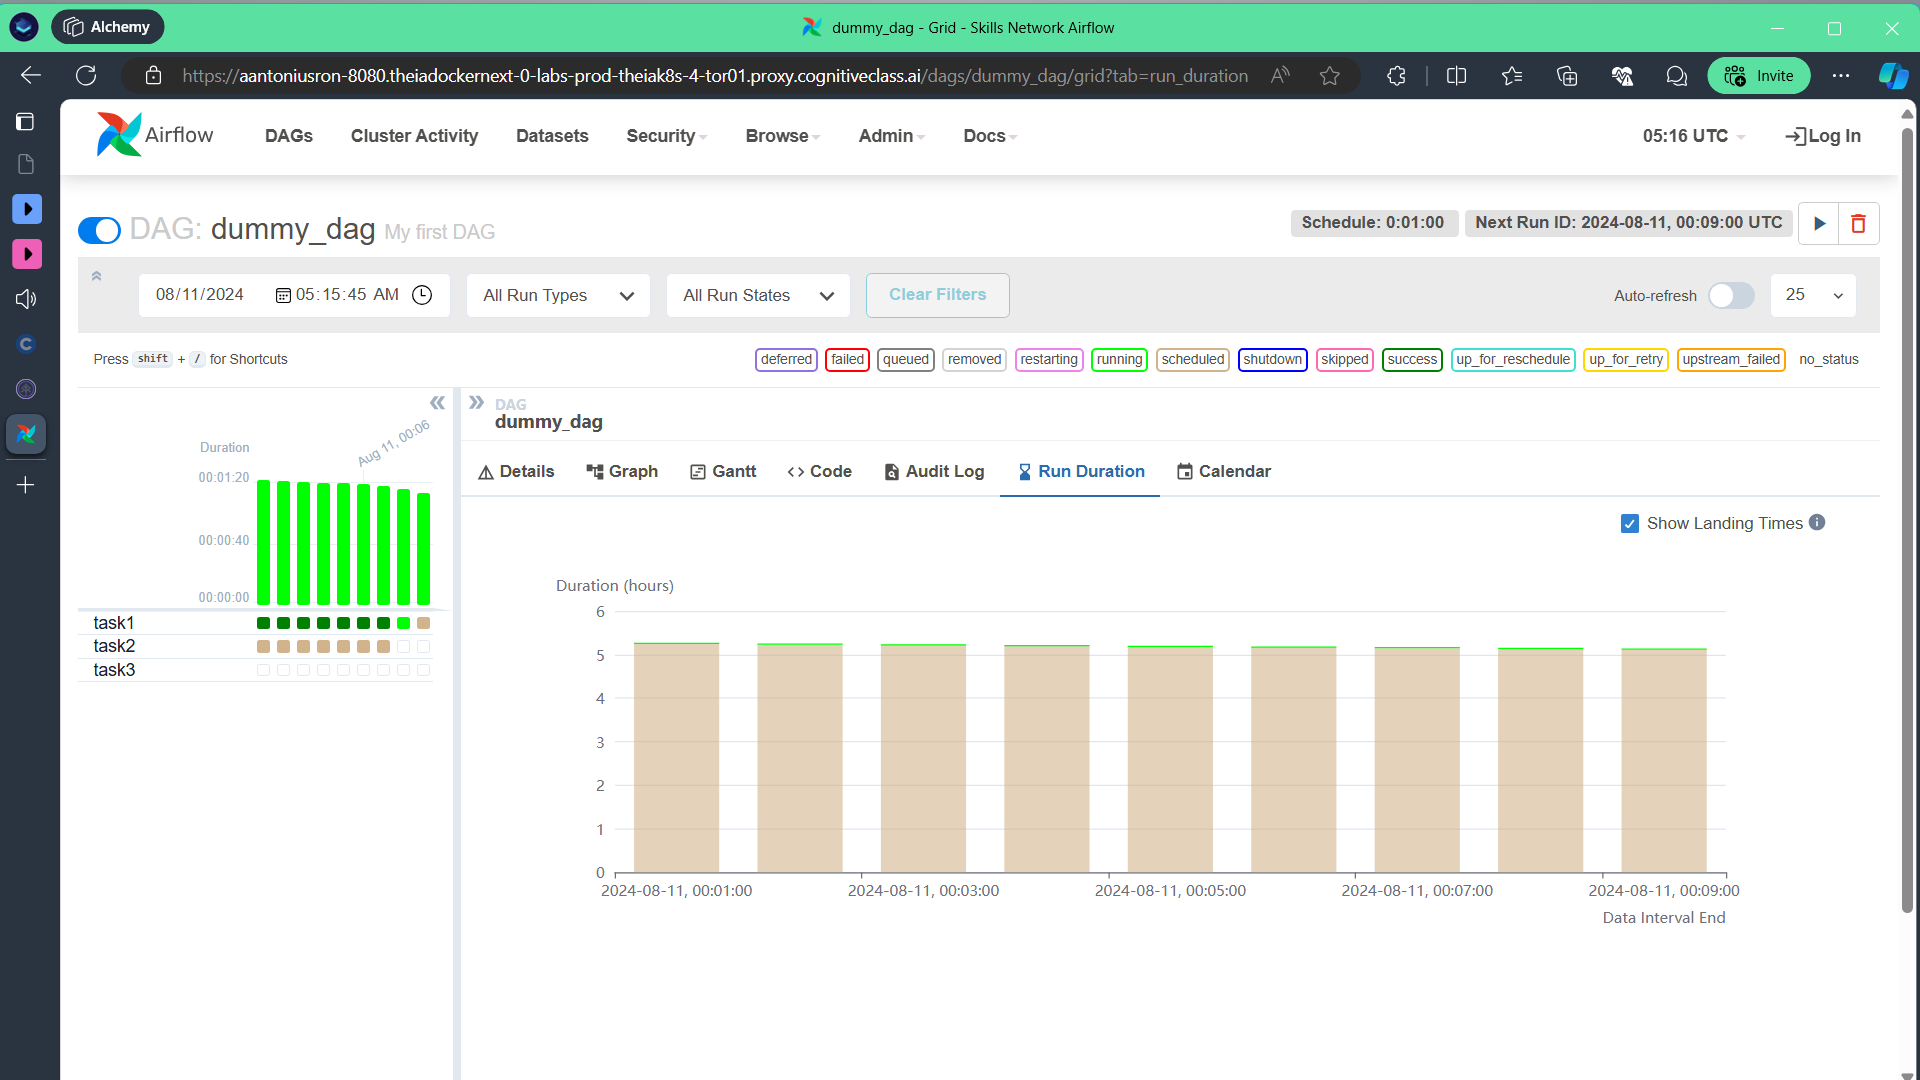 Alchemy
dummy_dag - Grid - Skills Network Airflow
https://aantoniusron-8080.theiadockernext-0-labs-prod-theiak8s-4-tor01.proxy.cognitiveclass.ai/dags/dummy_dag/grid?tab=run_duration
Invite
Airflow DAGs Cluster Activity Datasets Security Browse Admin Docs 05:16 UTC Log In
DAG: dummy_dag My first DAG Schedule: 0:01:00 Next Run ID: 2024-08-11, 00:09:00 UTC
08/11/2024 05:15:45 AM All Run Types All Run States Clear Filters Auto-refresh 25
Press shift + / for Shortcuts deferred failed queued removed restarting running scheduled shutdown skipped success up_for_reschedule up_for_retry upstream_failed no_status
DAG
dummy_dag
Aug 11, 00:06
Duration
00:01:20
00:00:40
00:00:00
task1
task2
task3
Details Graph Gantt Code Audit Log Run Duration Calendar
Show Landing Times
Duration (hours)
6
5
4
3
2
1
0
2024-08-11, 00:01:00 2024-08-11, 00:03:00 2024-08-11, 00:05:00 2024-08-11, 00:07:00 2024-08-11, 00:09:00
Data Interval End